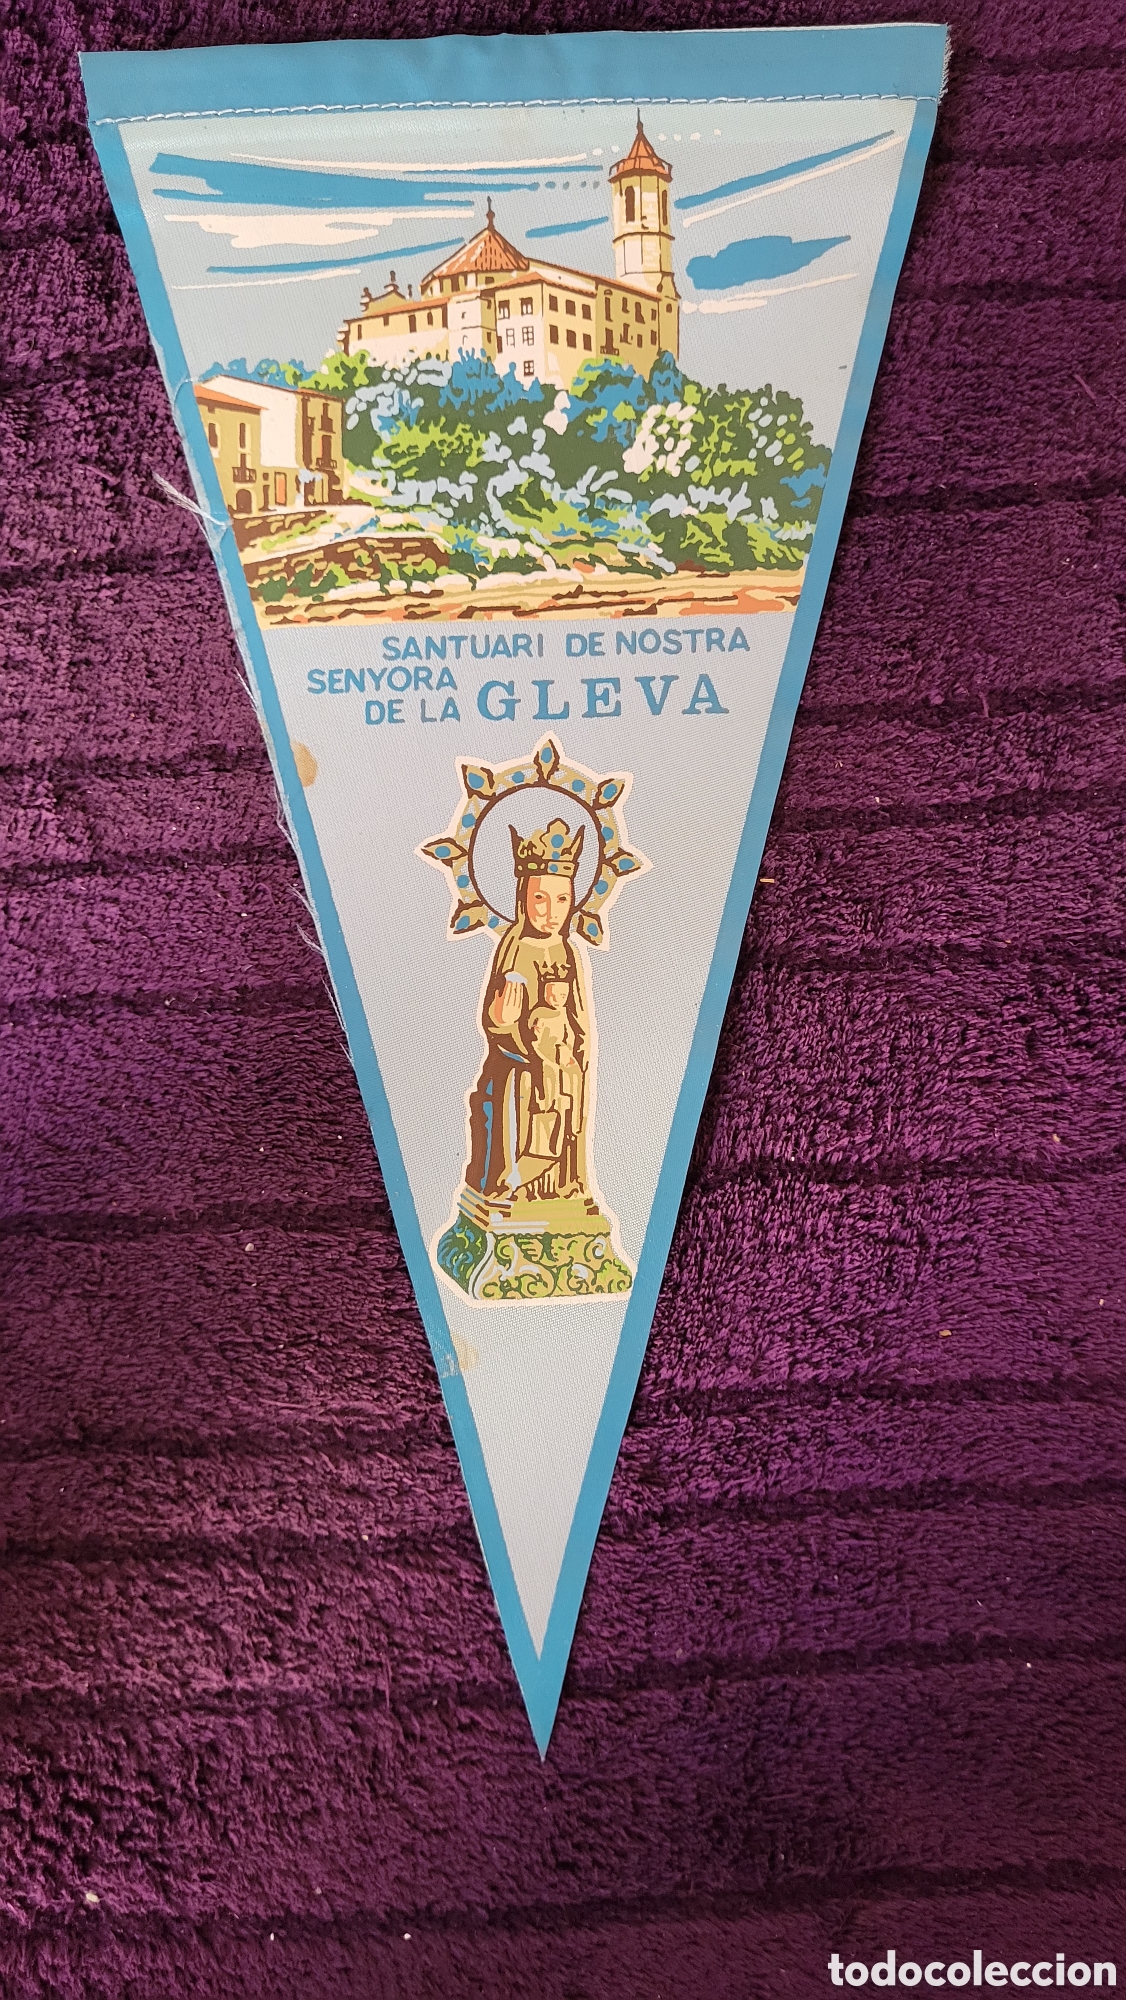 SANTUARI DE NOSTRA
SENYORA
DE LA GLEVA
todocoleccion